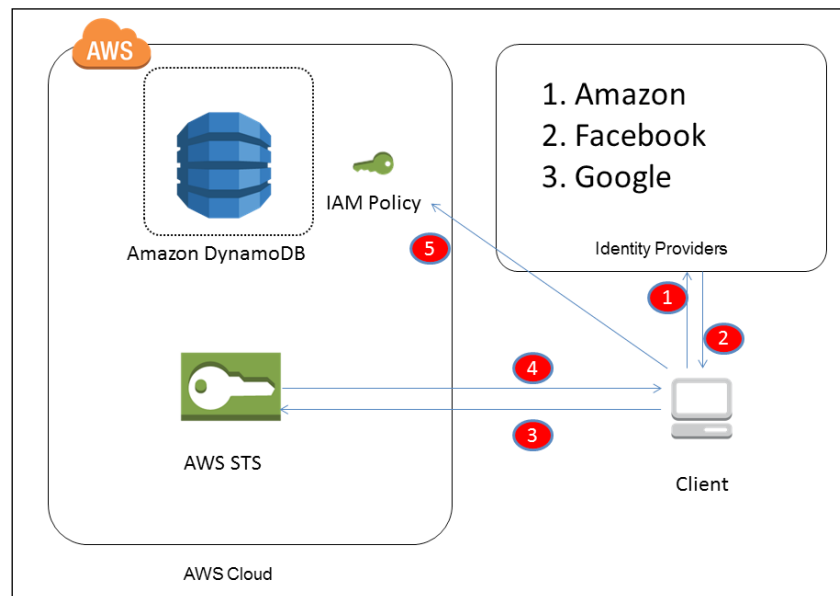 AWS
1. Amazon
2. Facebook
3. Google
Identity Providers
IAM Policy
Amazon DynamoDB
5
1
2
4
3
AWS STS
Client
AWS Cloud